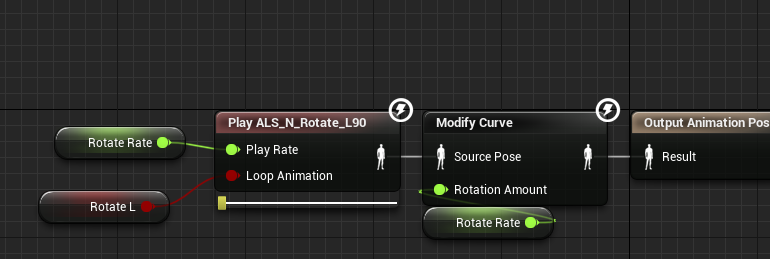 Play ALS_N_Rotate_L90
Modify Curve
Output Animation Pos
Rotate Rate
Play Rate
Source Pose
Result
Loop Animation
Rotation Amount
Rotate L
Rotate Rate